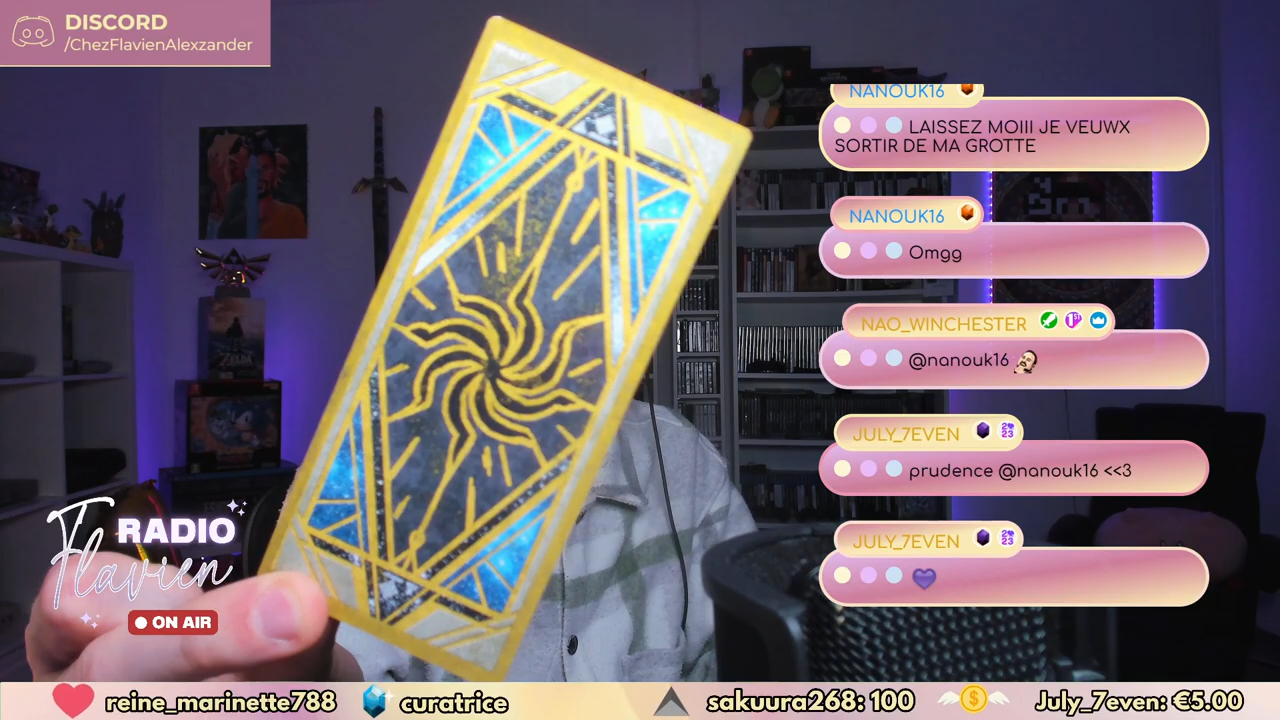 DISCORD
/ChezFlavienAlexzander
NANOUK16
LAISSEZ MOIII JE VEUWX
SORTIR DE MA GROTTE
NANOUK16
Omgg
NAO_WINCHESTER
@nanouk16
JULY_7EVEN
prudence @nanouk16 <<3
JULY_7EVEN
ZELDA
RADIO
Flavien
ON AIR
reine_marinette788
curatrice
sakuura268: 100
July_7even: €5.00